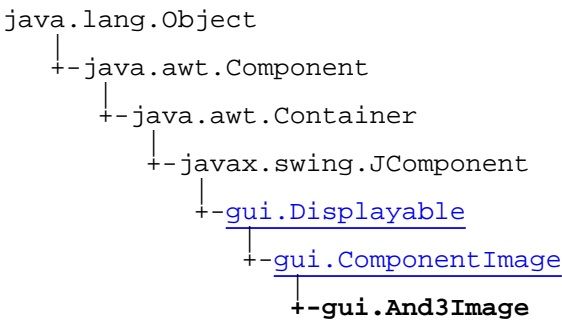 java.lang.Object
|
+-java.awt.Component
|
+-java.awt.Container
|
+-javax.swing.JComponent
|
+-gui.Displayable
|
+-gui.ComponentImage
|
+-gui.And3Image